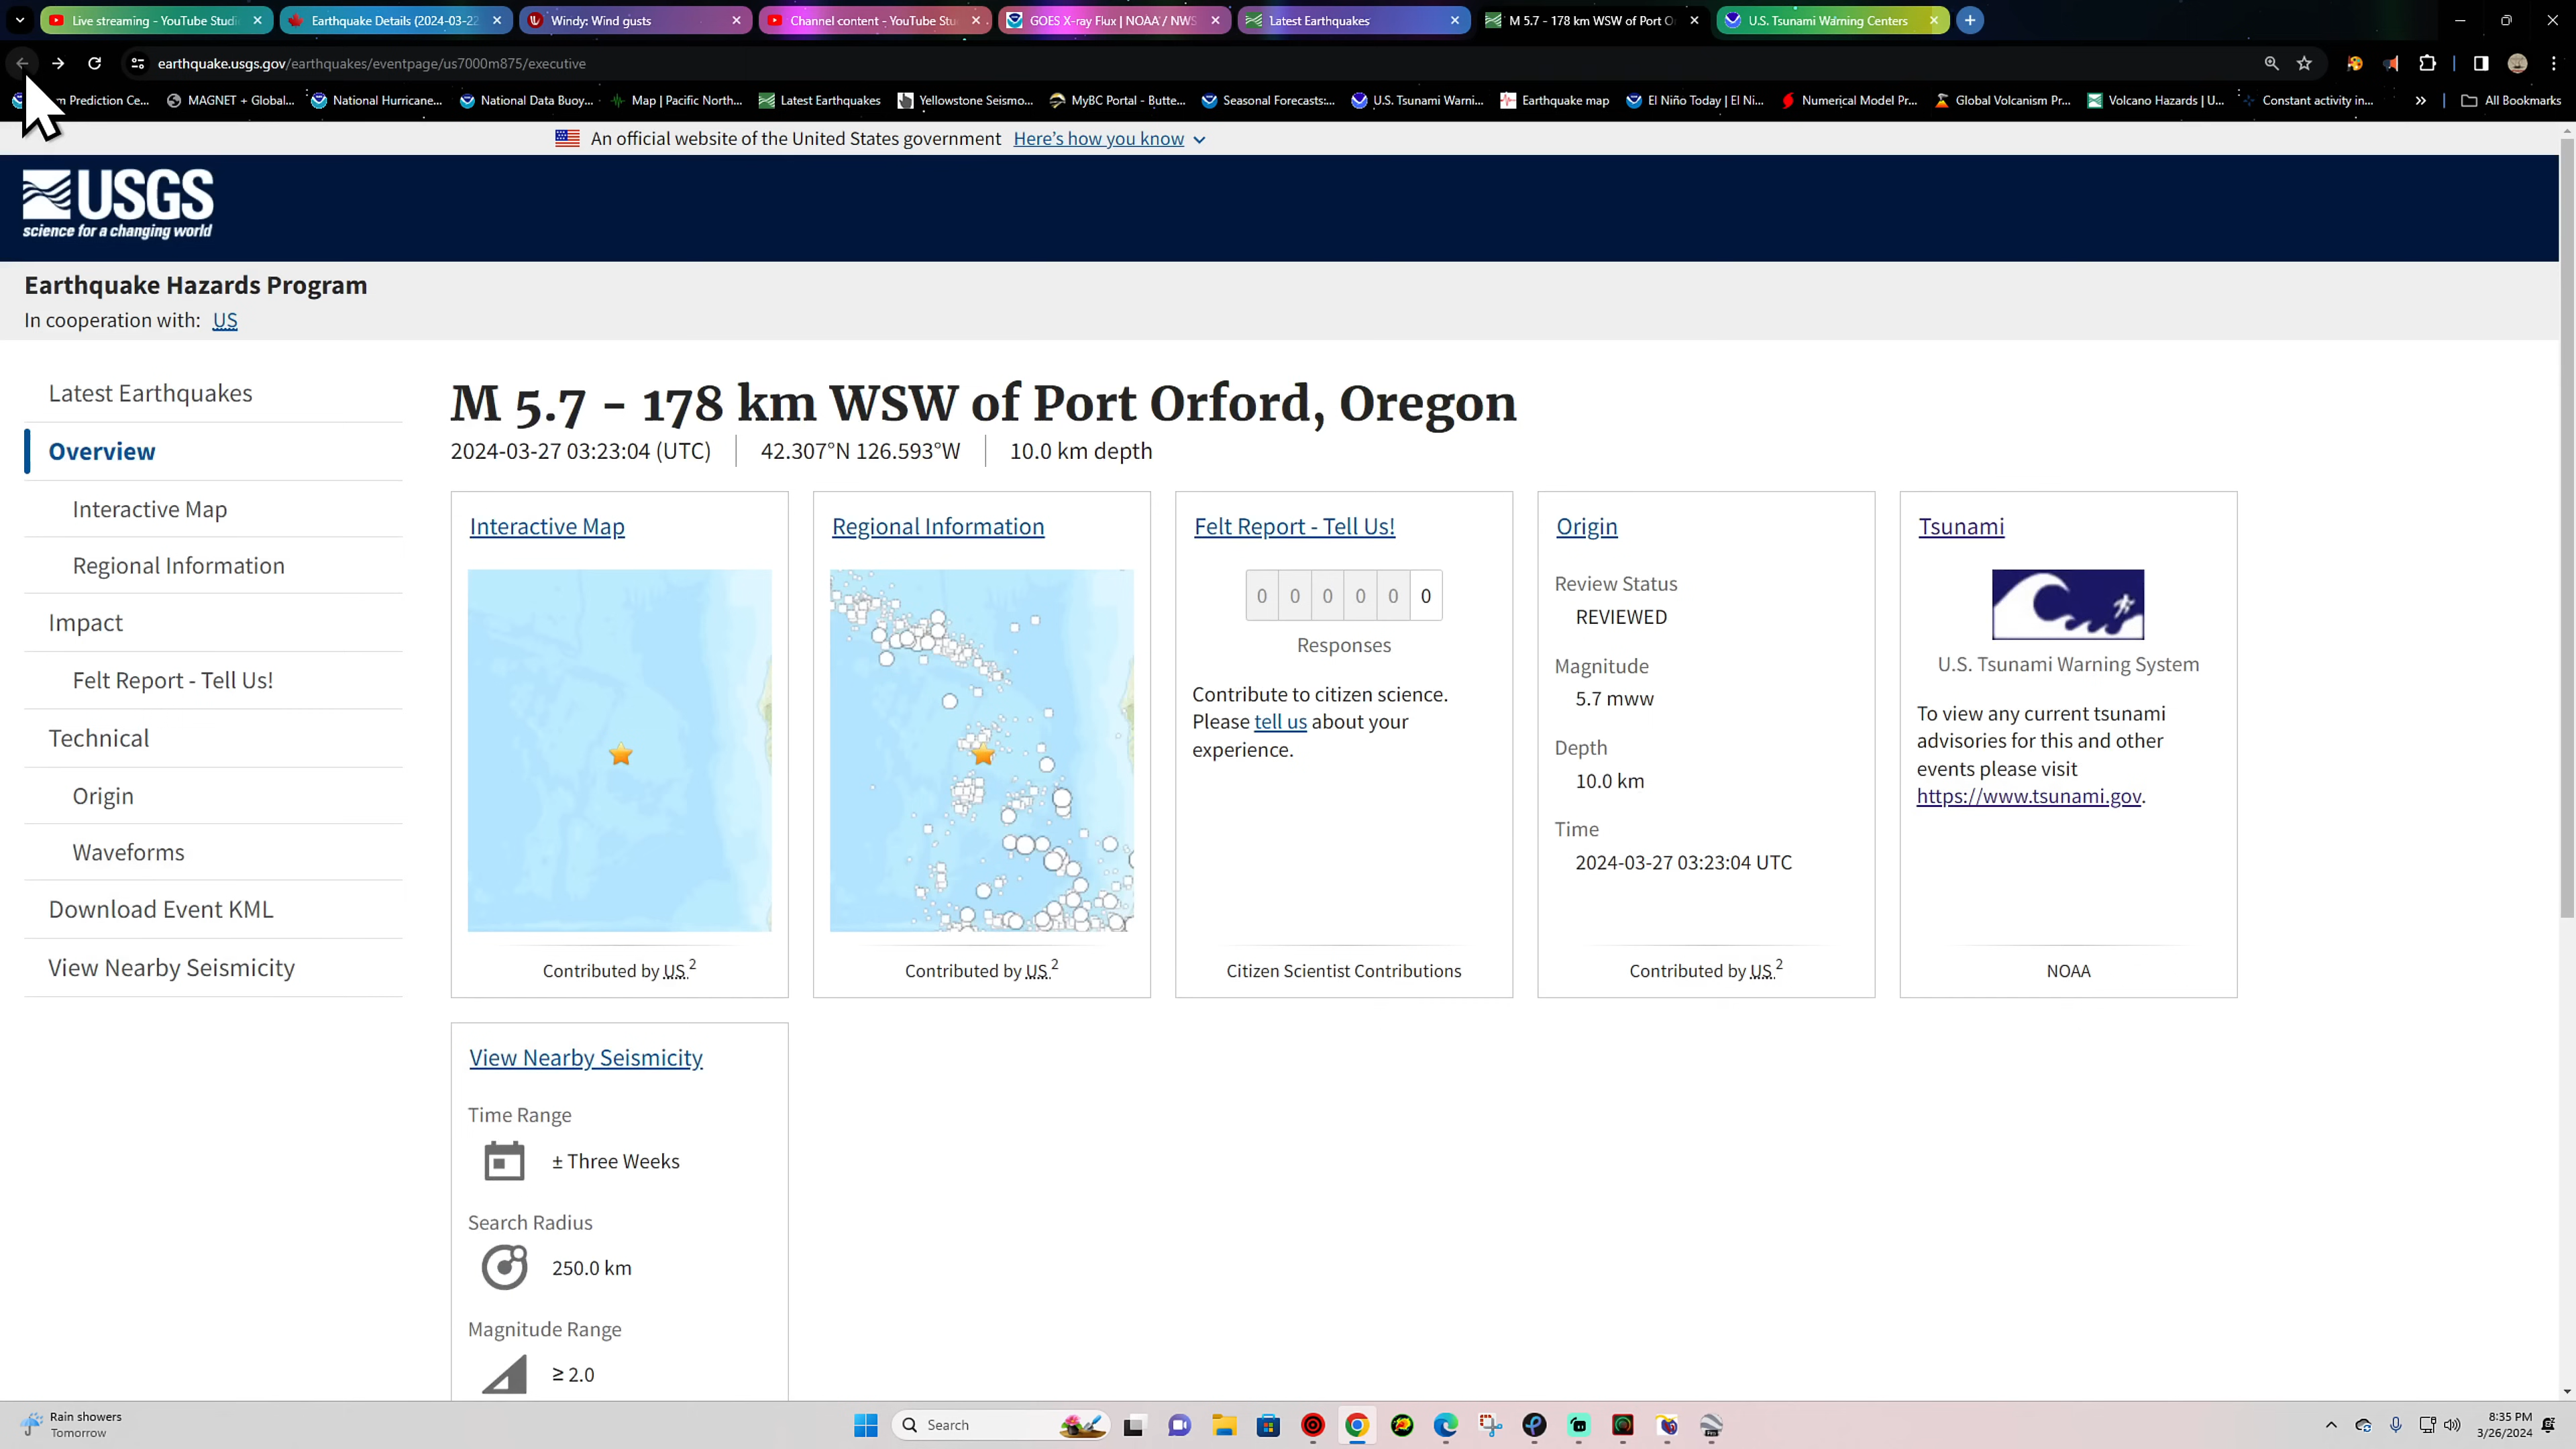 Live streaming - YouTube Studi
Earthquake Details (2024-03-22
Windy: Wind gusts
Channel content - YouTube Stu
GOES X-ray Flux | NOAA / NWS
Latest Earthquakes
M 5.7 - 178 km WSW of Port O
U.S. Tsunami Warning Centers
earthquake.usgs.gov/earthquakes/eventpage/us7000m875/executive
m Prediction Ce...
MAGNET + Global...
National Hurricane...
National Data Buoy...
Map | Pacific North...
Latest Earthquakes
Yellowstone Seismo...
MyBC Portal - Butte...
Seasonal Forecasts:...
U.S. Tsunami Warni...
Earthquake map
El Niño Today | El Ni...
Numerical Model Pr...
Global Volcanism Pr...
Volcano Hazards | U...
Constant activity in...
All Bookmarks
An official website of the United States government Here's how you know
USGS
science for a changing world
Earthquake Hazards Program
In cooperation with: US
Latest Earthquakes
Overview
Interactive Map
Regional Information
Impact
Felt Report - Tell Us!
Technical
Origin
Waveforms
Download Event KML
View Nearby Seismicity
M 5.7 - 178 km WSW of Port Orford, Oregon
2024-03-27 03:23:04 (UTC) 42.307°N 126.593°W 10.0 km depth
Interactive Map
Contributed by US 2
Regional Information
Contributed by US 2
Felt Report - Tell Us!
0 0 0 0 0 0
Responses
Contribute to citizen science.
Please tell us about your
experience.
Citizen Scientist Contributions
Origin
Review Status
REVIEWED
Magnitude
5.7 mww
Depth
10.0 km
Time
2024-03-27 03:23:04 UTC
Contributed by US 2
Tsunami
U.S. Tsunami Warning System
To view any current tsunami
advisories for this and other
events please visit
https://www.tsunami.gov.
NOAA
View Nearby Seismicity
Time Range
± Three Weeks
Search Radius
250.0 km
Magnitude Range
≥ 2.0
Rain showers
Tomorrow
Search
8:35 PM
3/26/2024